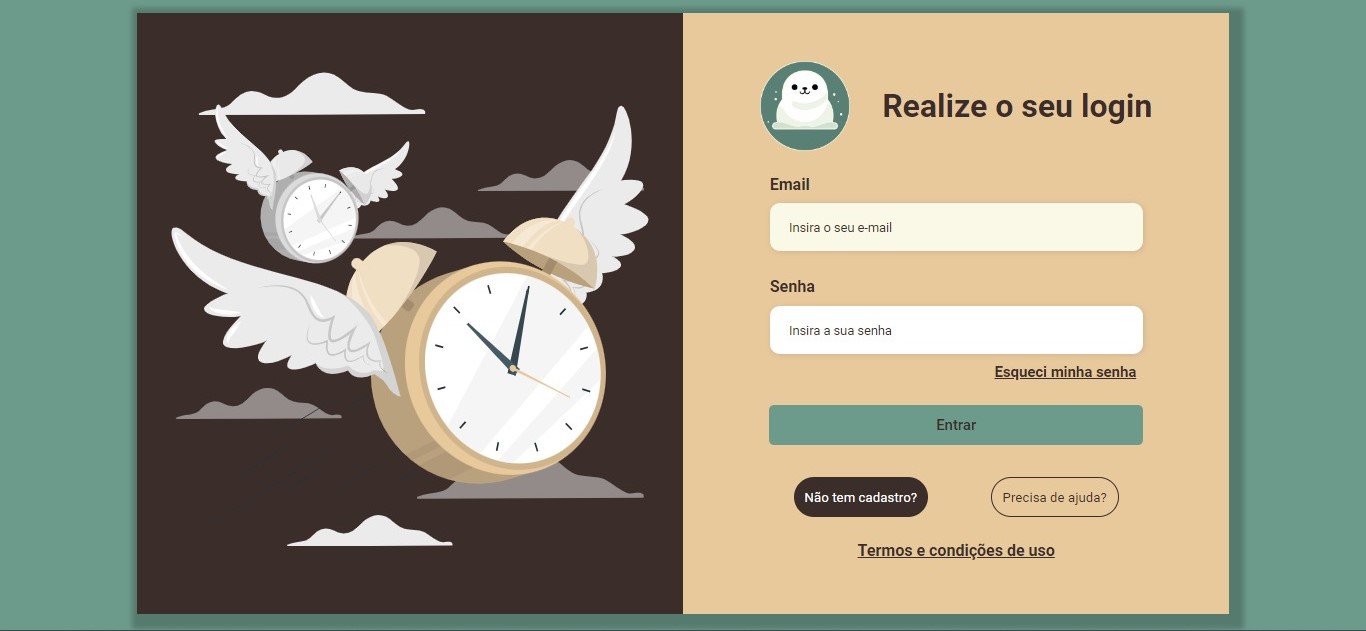 Realize o seu login
Email
Insira o seu e-mail
Senha
Insira a sua senha
Esqueci minha senha
Entrar
Não tem cadastro?
Precisa de ajuda?
Termos e condições de uso